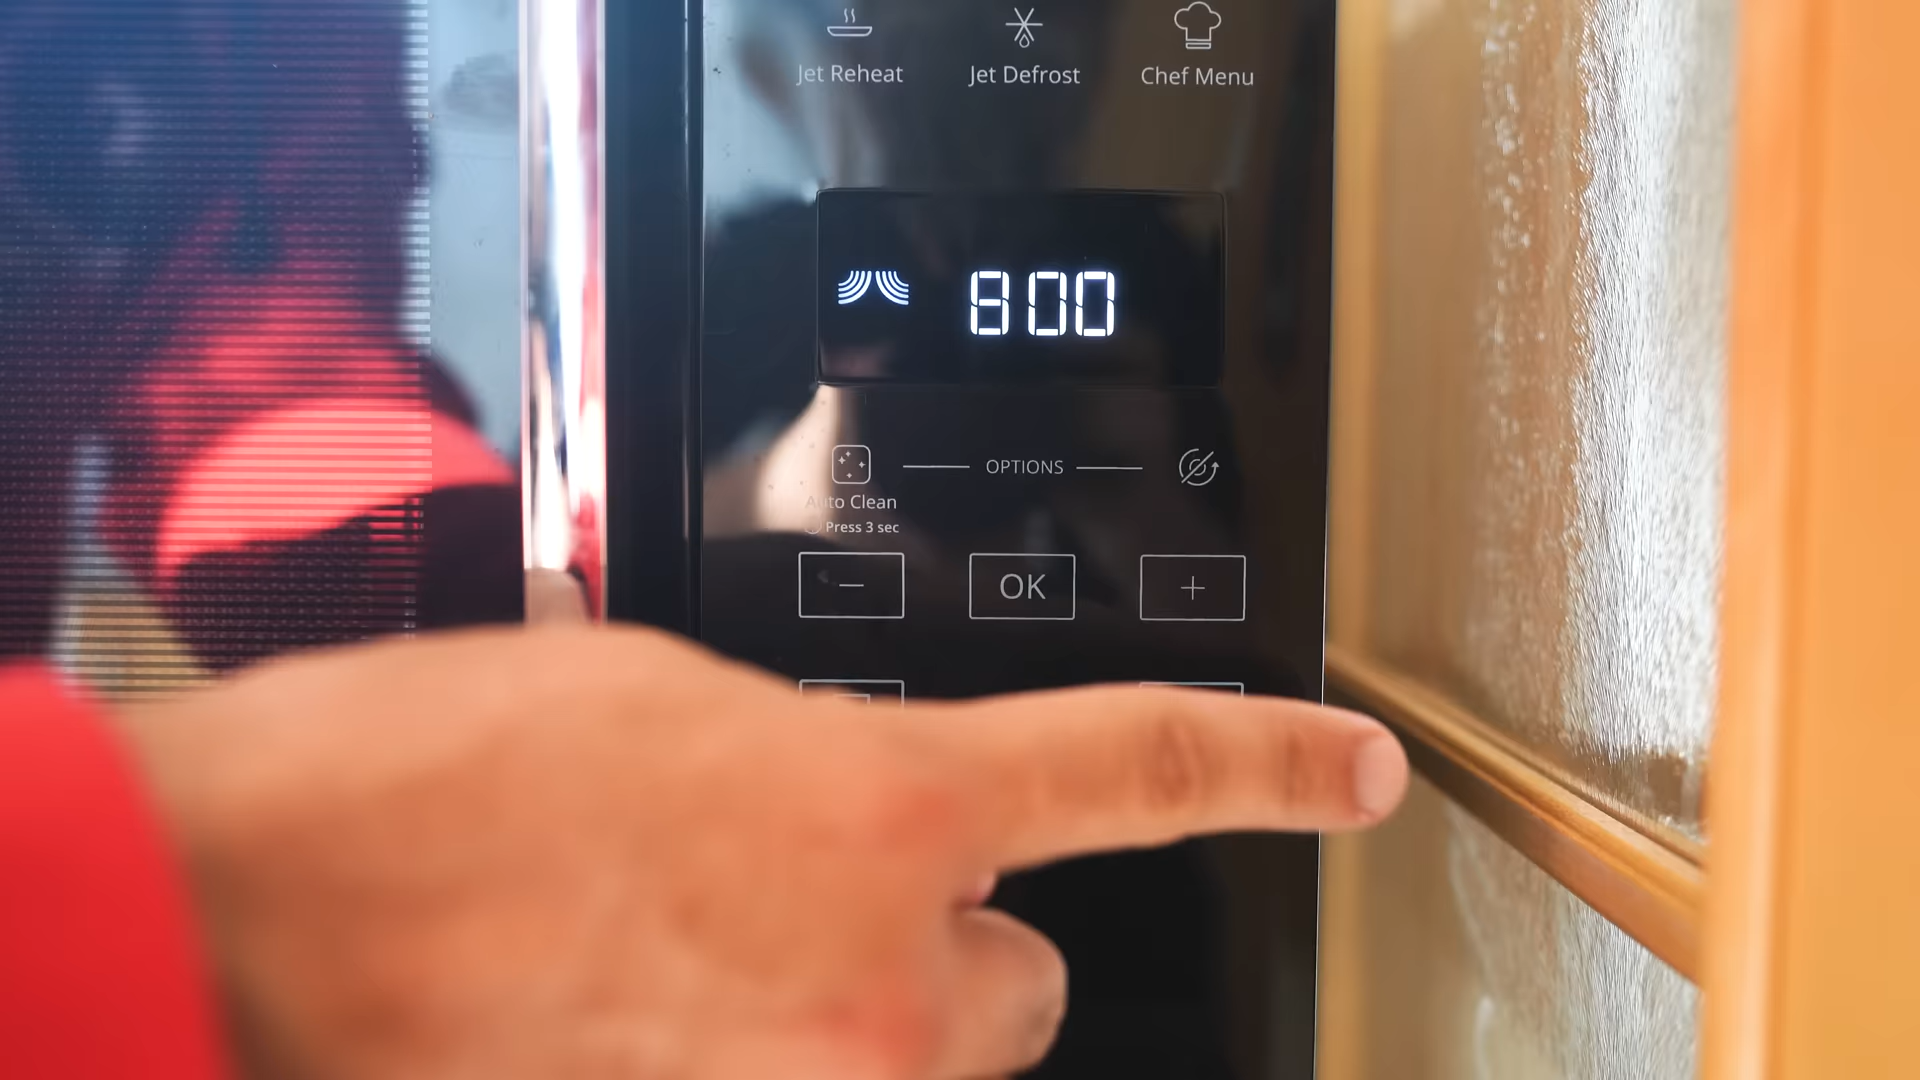 Jet Reheat
Jet Defrost
Chef Menu
800
OPTIONS
Auto Clean
Press 3 sec
OK